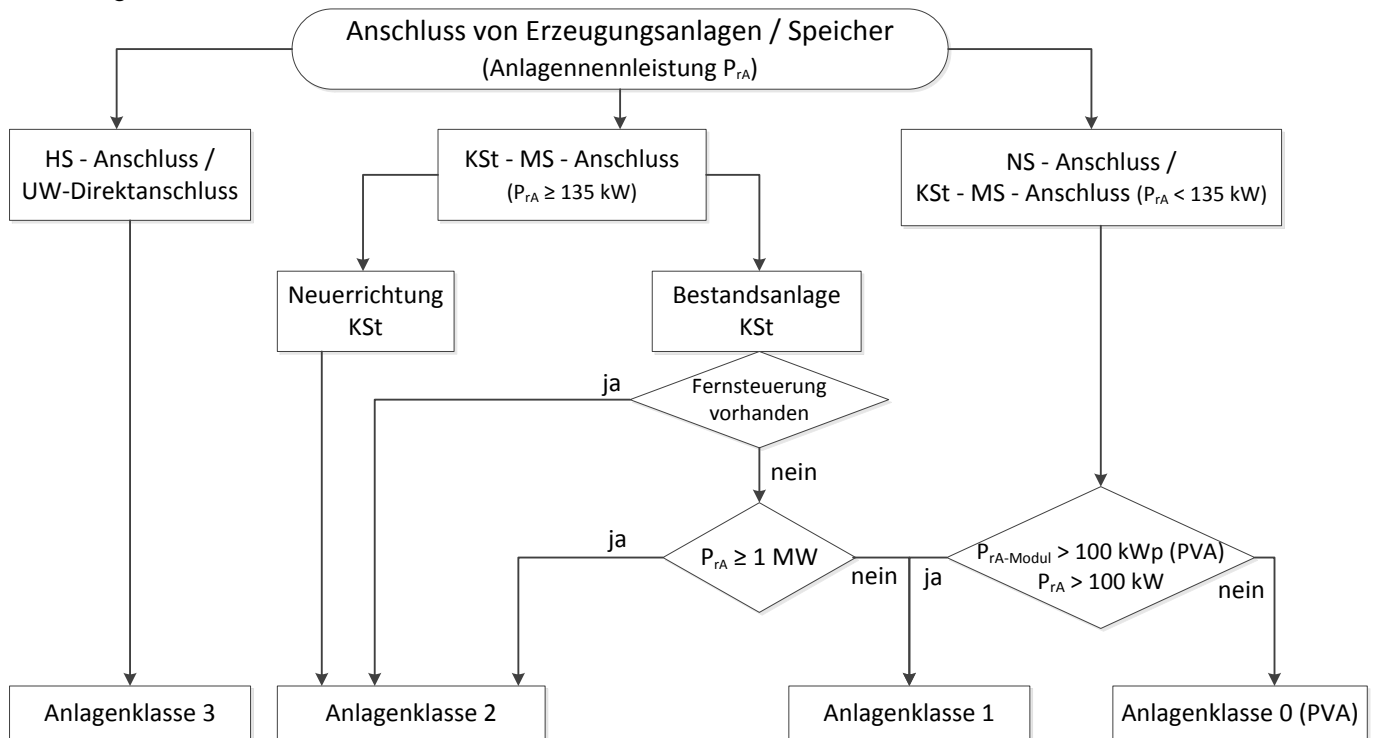 Anschluss von Erzeugungsanlagen / Speicher
(Anlagennennleistung PrA)
HS - Anschluss /
UW-Direktanschluss
KSt - MS - Anschluss
(PrA ≥ 135 kW)
NS - Anschluss /
KSt - MS - Anschluss (PrA < 135 kW)
Neuerrichtung
KSt
Bestandsanlage
KSt
ja
Fernsteuerung
vorhanden
nein
ja
PrA ≥ 1 MW
nein
ja
PrA-Modul > 100 kWp (PVA)
PrA > 100 kW
nein
Anlagenklasse 3
Anlagenklasse 2
Anlagenklasse 1
Anlagenklasse 0 (PVA)